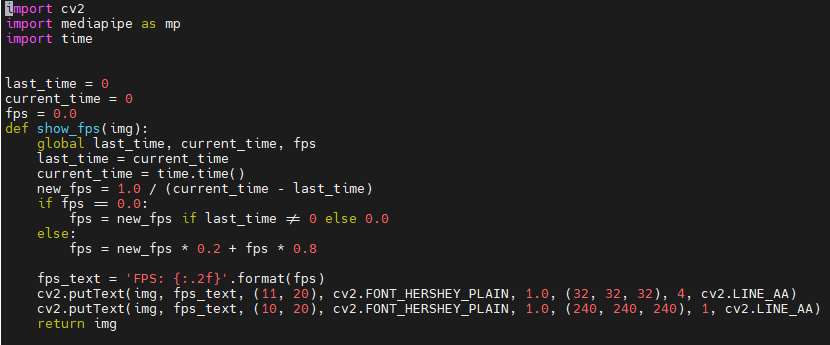 import cv2
import mediapipe as mp
import time
last_time = 0
current_time = 0
fps = 0.0
def show_fps(img):
    global last_time, current_time, fps
    last_time = current_time
    current_time = time.time()
    new_fps = 1.0 / (current_time - last_time)
    if fps == 0.0:
        fps = new_fps if last_time ≠ 0 else 0.0
    else:
        fps = new_fps * 0.2 + fps * 0.8
    fps_text = 'FPS: {:.2f}'.format(fps)
    cv2.putText(img, fps_text, (11, 20), cv2.FONT_HERSHEY_PLAIN, 1.0, (32, 32, 32), 4, cv2.LINE_AA)
    cv2.putText(img, fps_text, (10, 20), cv2.FONT_HERSHEY_PLAIN, 1.0, (240, 240, 240), 1, cv2.LINE_AA)
    return img